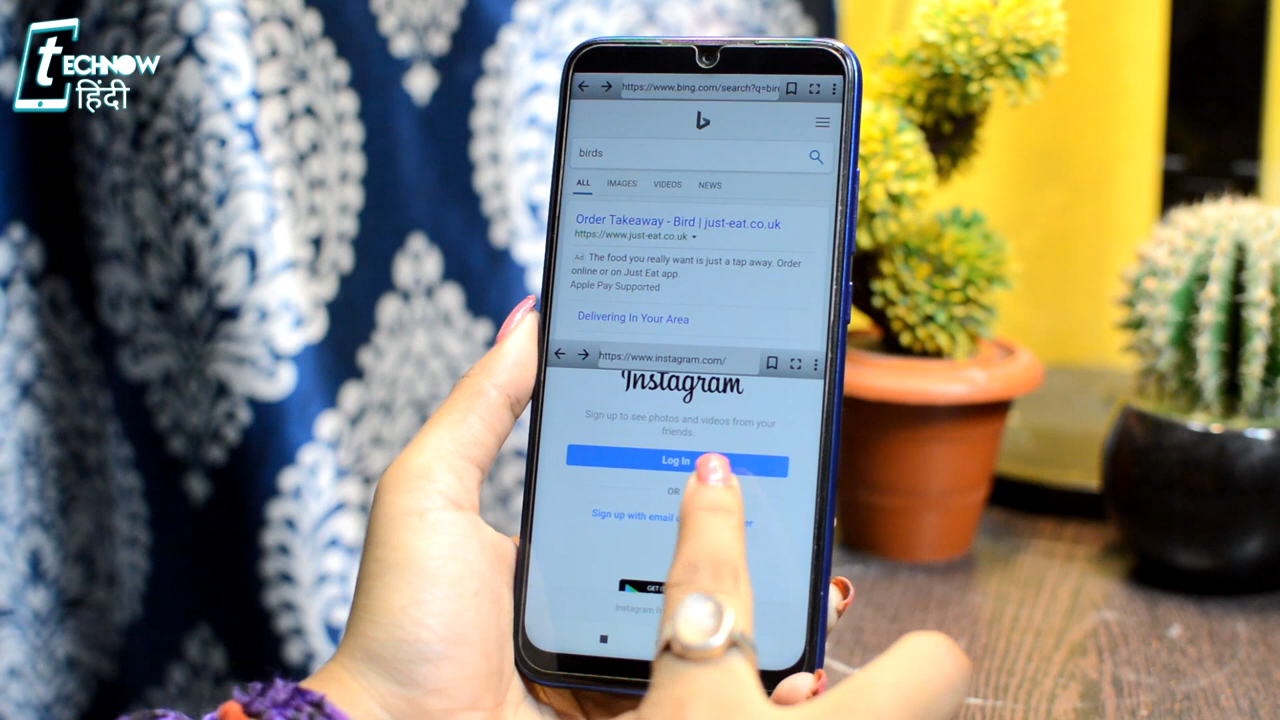 tECHNOW
हिंदी
https://www.bing.com/search?q=bir
birds
ALL IMAGES VIDEOS NEWS
Order Takeaway - Bird | just-eat.co.uk
https://www.just-eat.co.uk
Ad The food you really want is just a tap away. Order
online or on Just Eat app.
Apple Pay Supported
Delivering In Your Area
https://www.instagram.com/
Instagram
Sign up to see photos and videos from your
friends.
Log In
OR
Sign up with email
GET
Instagram